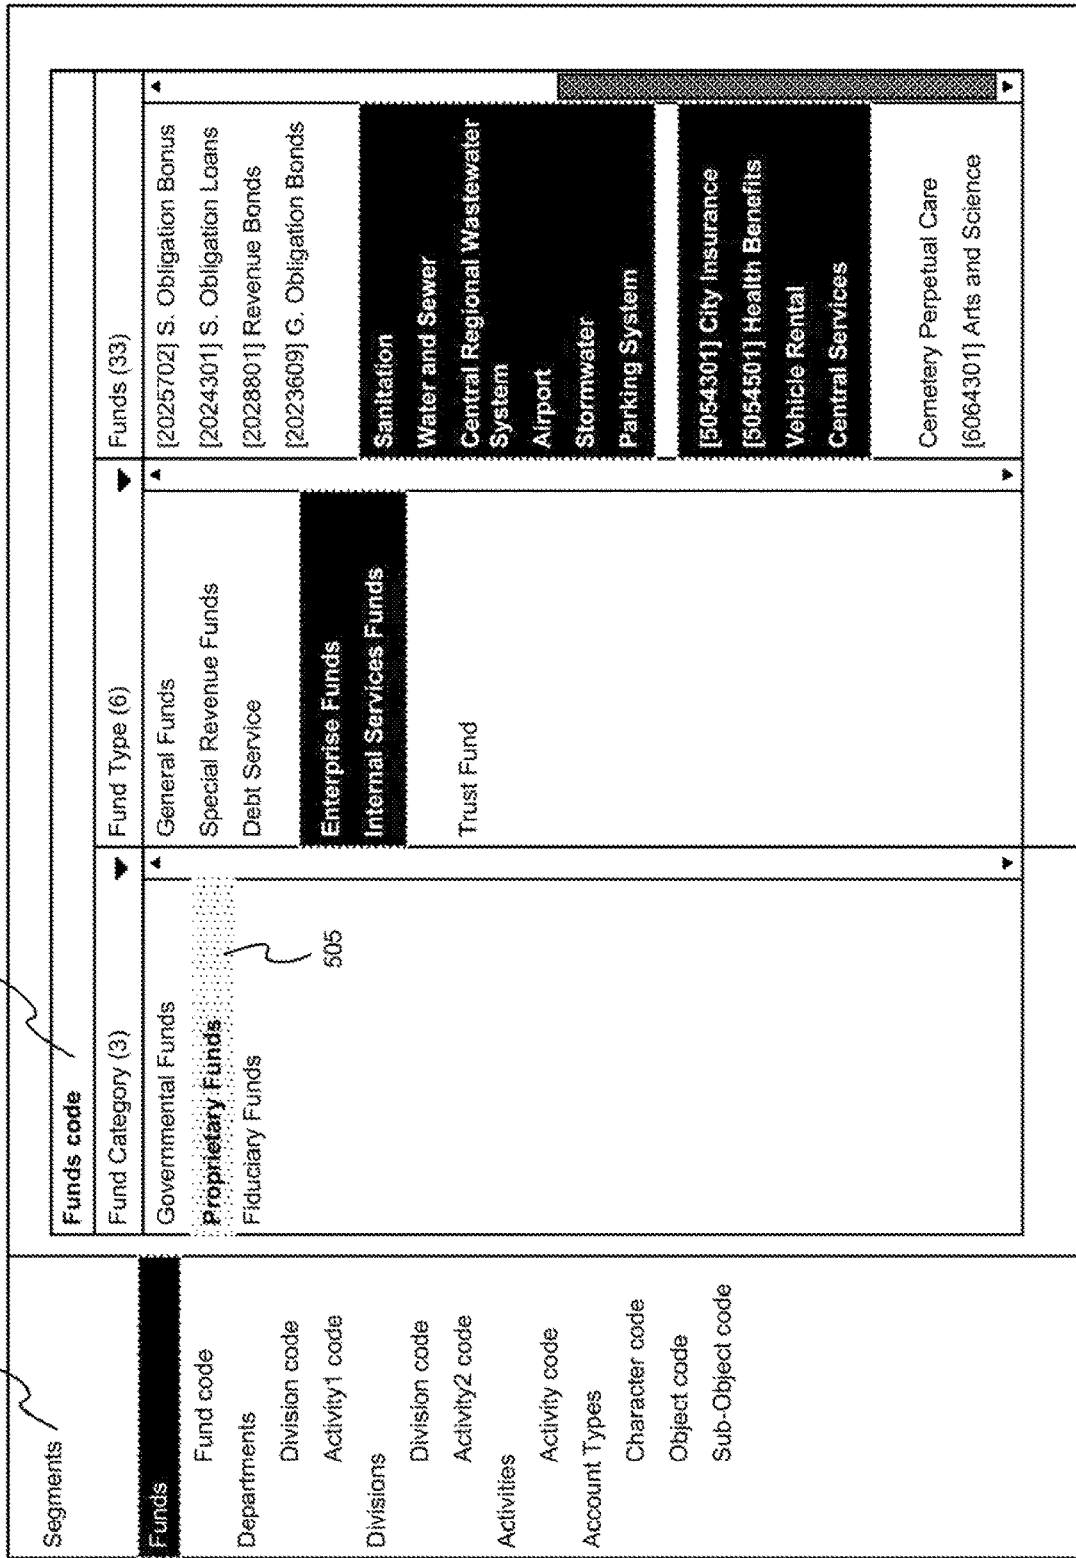 Segments
Funds
Fund code
Departments
Division code
Activity1 code
Divisions
Division code
Activity2 code
Activities
Activity code
Account Types
Character code
Object code
Sub-Object code
Funds code
Fund Category (3)
Governmental Funds
Proprietary Funds
Fiduciary Funds
505
Fund Type (6)
General Funds
Special Revenue Funds
Debt Service
Enterprise Funds
Internal Services Funds
Trust Fund
Funds (33)
[2025702] S. Obligation Bonus
[2024301] S. Obligation Loans
[2028801] Revenue Bonds
[2023609] G. Obligation Bonds
Sanitation
Water and Sewer
Central Regional Wastewater
System
Airport
Stormwater
Parking System
[5054301] City Insurance
[5054501] Health Benefits
Vehicle Rental
Central Services
Cemetery Perpetual Care
[6064301] Arts and Science